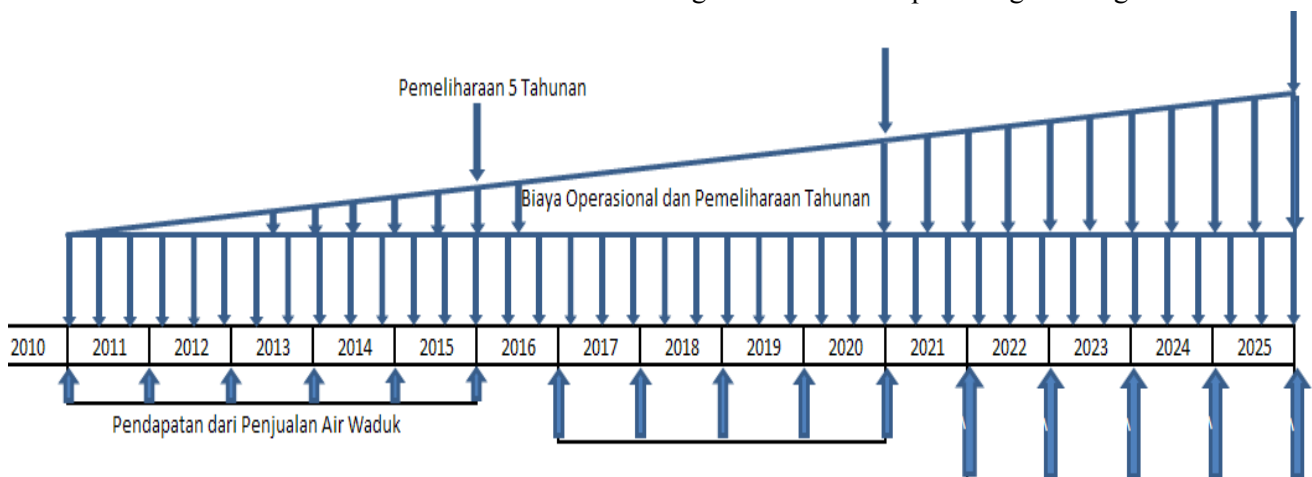 Pemeliharaan 5 Tahunan
Biaya Operasional dan Pemeliharaan Tahunan
2010 2011 2012 2013 2014 2015 2016 2017 2018 2019 2020 2021 2022 2023 2024 2025
Pendapatan dari Penjualan Air Waduk